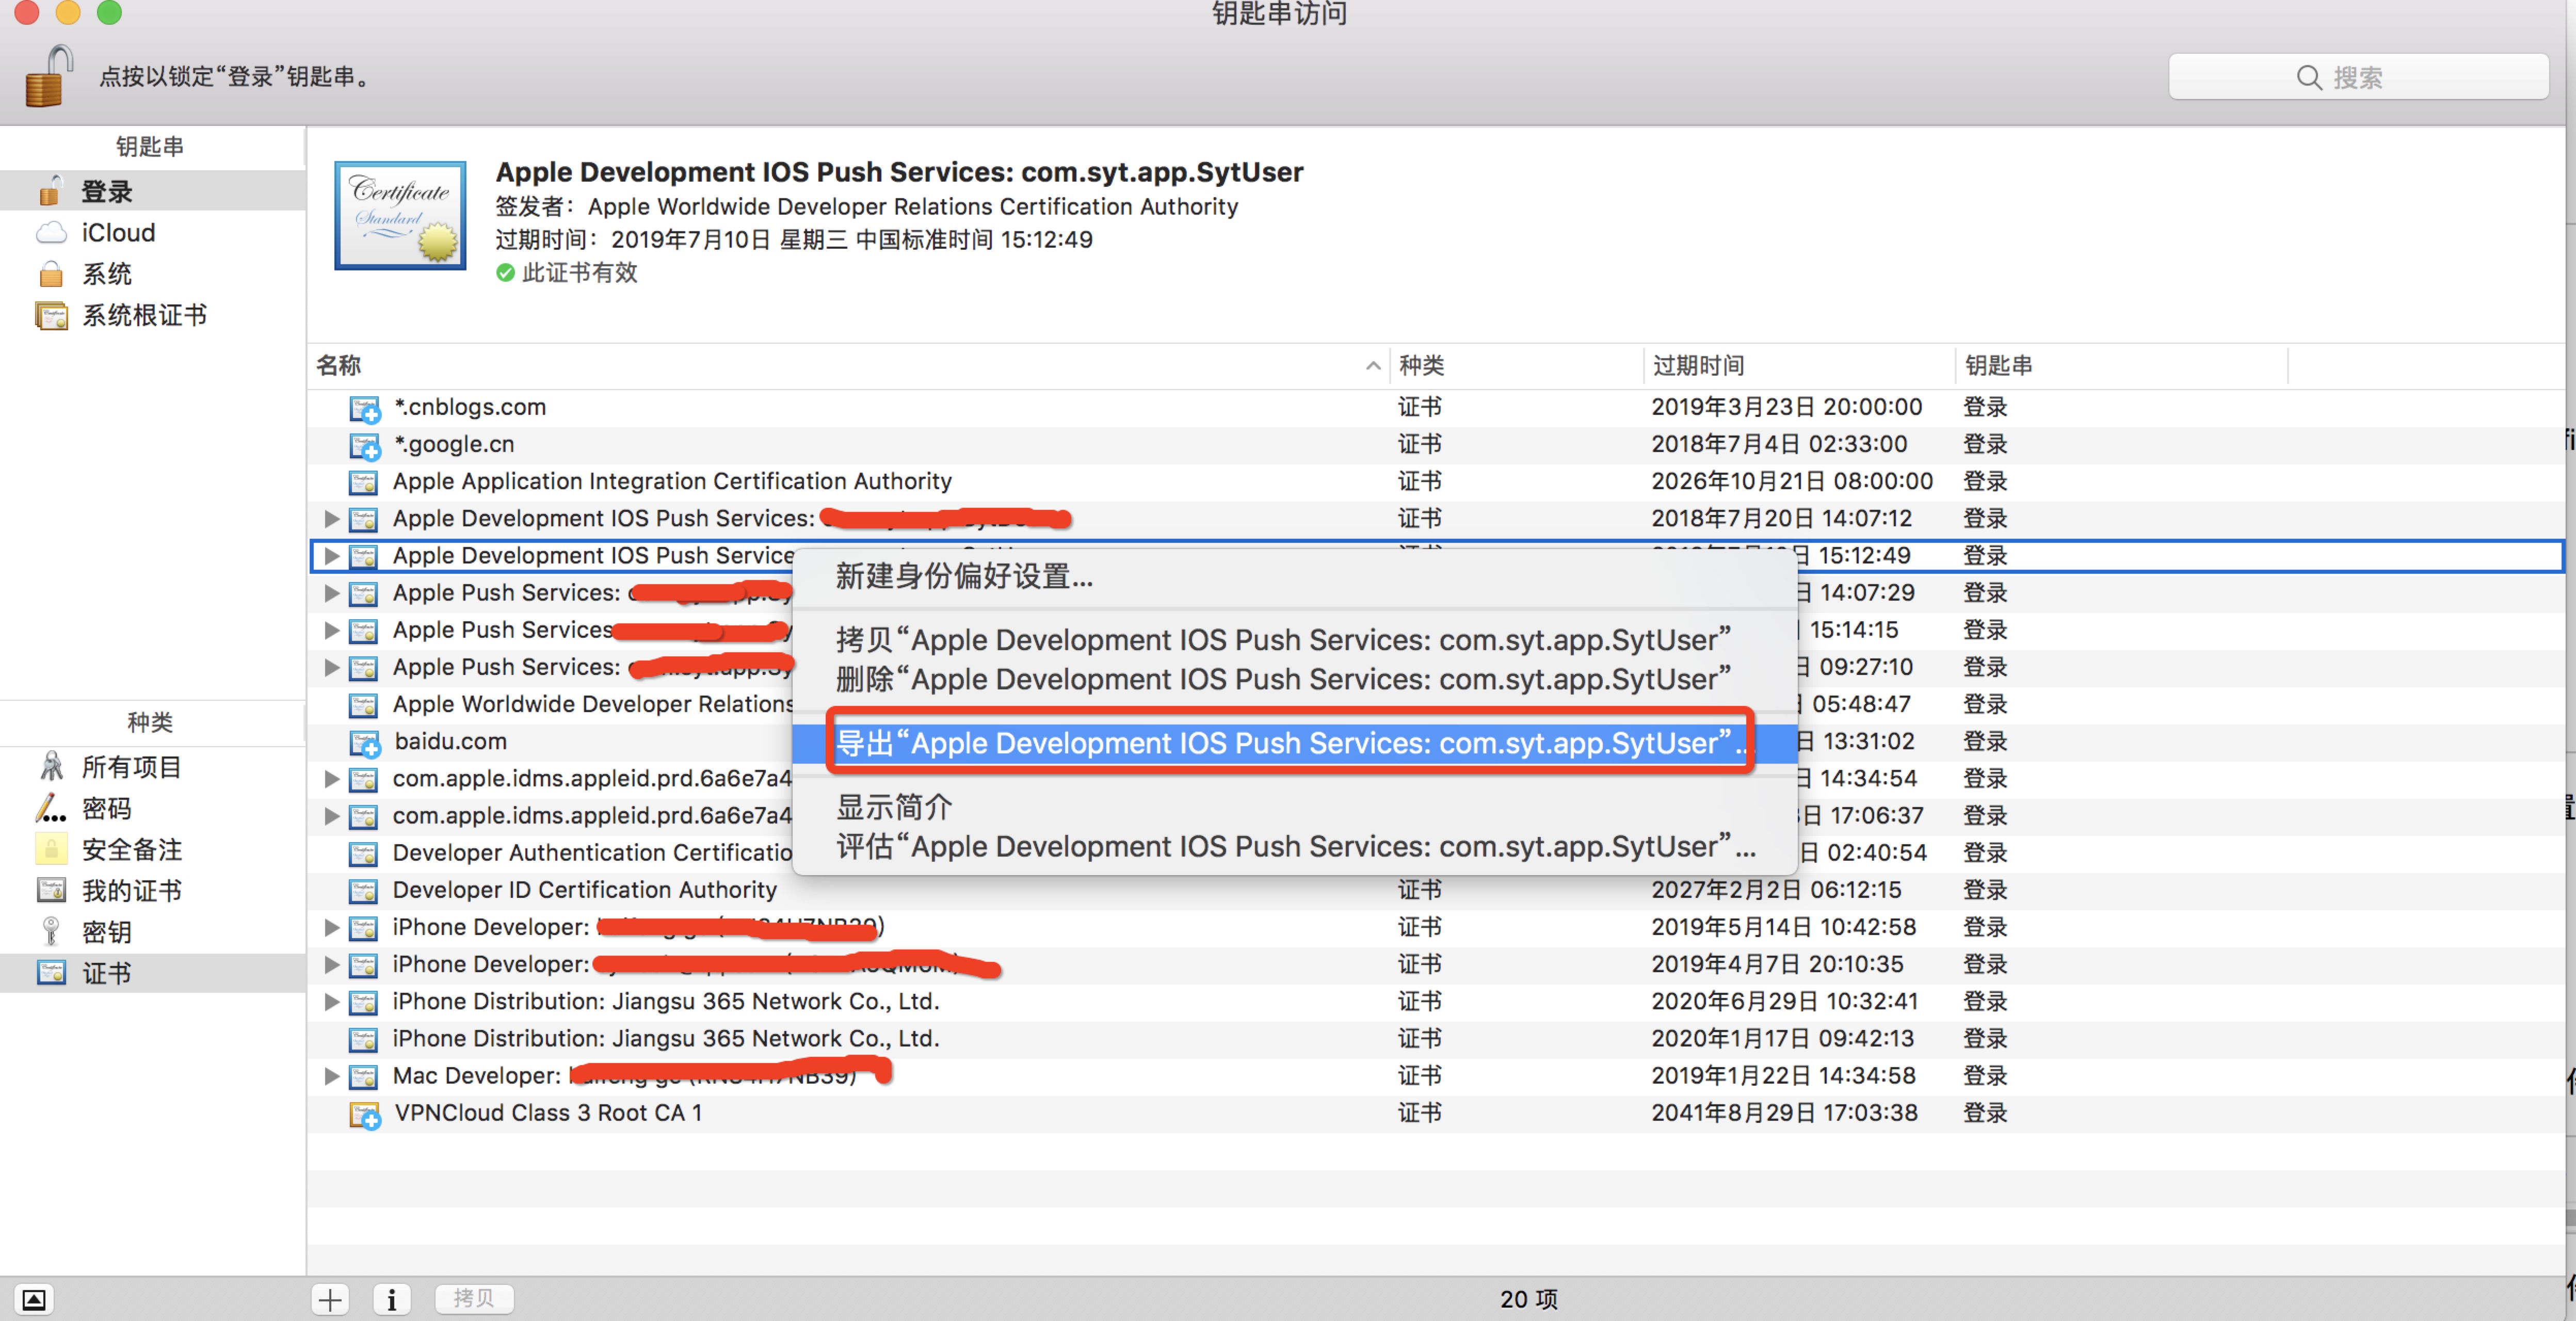 钥匙串访问
点按以锁定“登录”钥匙串。
搜索
钥匙串
登录
iCloud
系统
系统根证书
Apple Development IOS Push Services: com.syt.app.SytUser
签发者：Apple Worldwide Developer Relations Certification Authority
过期时间：2019年7月10日 星期三 中国标准时间 15:12:49
此证书有效
名称 种类 过期时间 钥匙串
*.cnblogs.com 证书 2019年3月23日 20:00:00 登录
*.google.cn 证书 2018年7月4日 02:33:00 登录
Apple Application Integration Certification Authority 证书 2026年10月21日 08:00:00 登录
Apple Development IOS Push Services: 证书 2018年7月20日 14:07:12 登录
Apple Development IOS Push Service 15:12:49 登录
Apple Push Services: 14:07:29 登录
Apple Push Services 15:14:15 登录
Apple Push Services: 09:27:10 登录
Apple Worldwide Developer Relations 05:48:47 登录
baidu.com 日 13:31:02 登录
com.apple.idms.appleid.prd.6a6e7a4 14:34:54 登录
com.apple.idms.appleid.prd.6a6e7a4 日 17:06:37 登录
Developer Authentication Certificatio 日 02:40:54 登录
Developer ID Certification Authority 证书 2027年2月2日 06:12:15 登录
iPhone Developer: 证书 2019年5月14日 10:42:58 登录
iPhone Developer: 证书 2019年4月7日 20:10:35 登录
iPhone Distribution: Jiangsu 365 Network Co., Ltd. 证书 2020年6月29日 10:32:41 登录
iPhone Distribution: Jiangsu 365 Network Co., Ltd. 证书 2020年1月17日 09:42:13 登录
Mac Developer: 证书 2019年1月22日 14:34:58 登录
VPNCloud Class 3 Root CA 1 证书 2041年8月29日 17:03:38 登录
新建身份偏好设置...
拷贝“Apple Development IOS Push Services: com.syt.app.SytUser”
删除“Apple Development IOS Push Services: com.syt.app.SytUser”
导出“Apple Development IOS Push Services: com.syt.app.SytUser”...
显示简介
评估“Apple Development IOS Push Services: com.syt.app.SytUser”...
种类
所有项目
密码
安全备注
我的证书
密钥
证书
拷贝
20 项